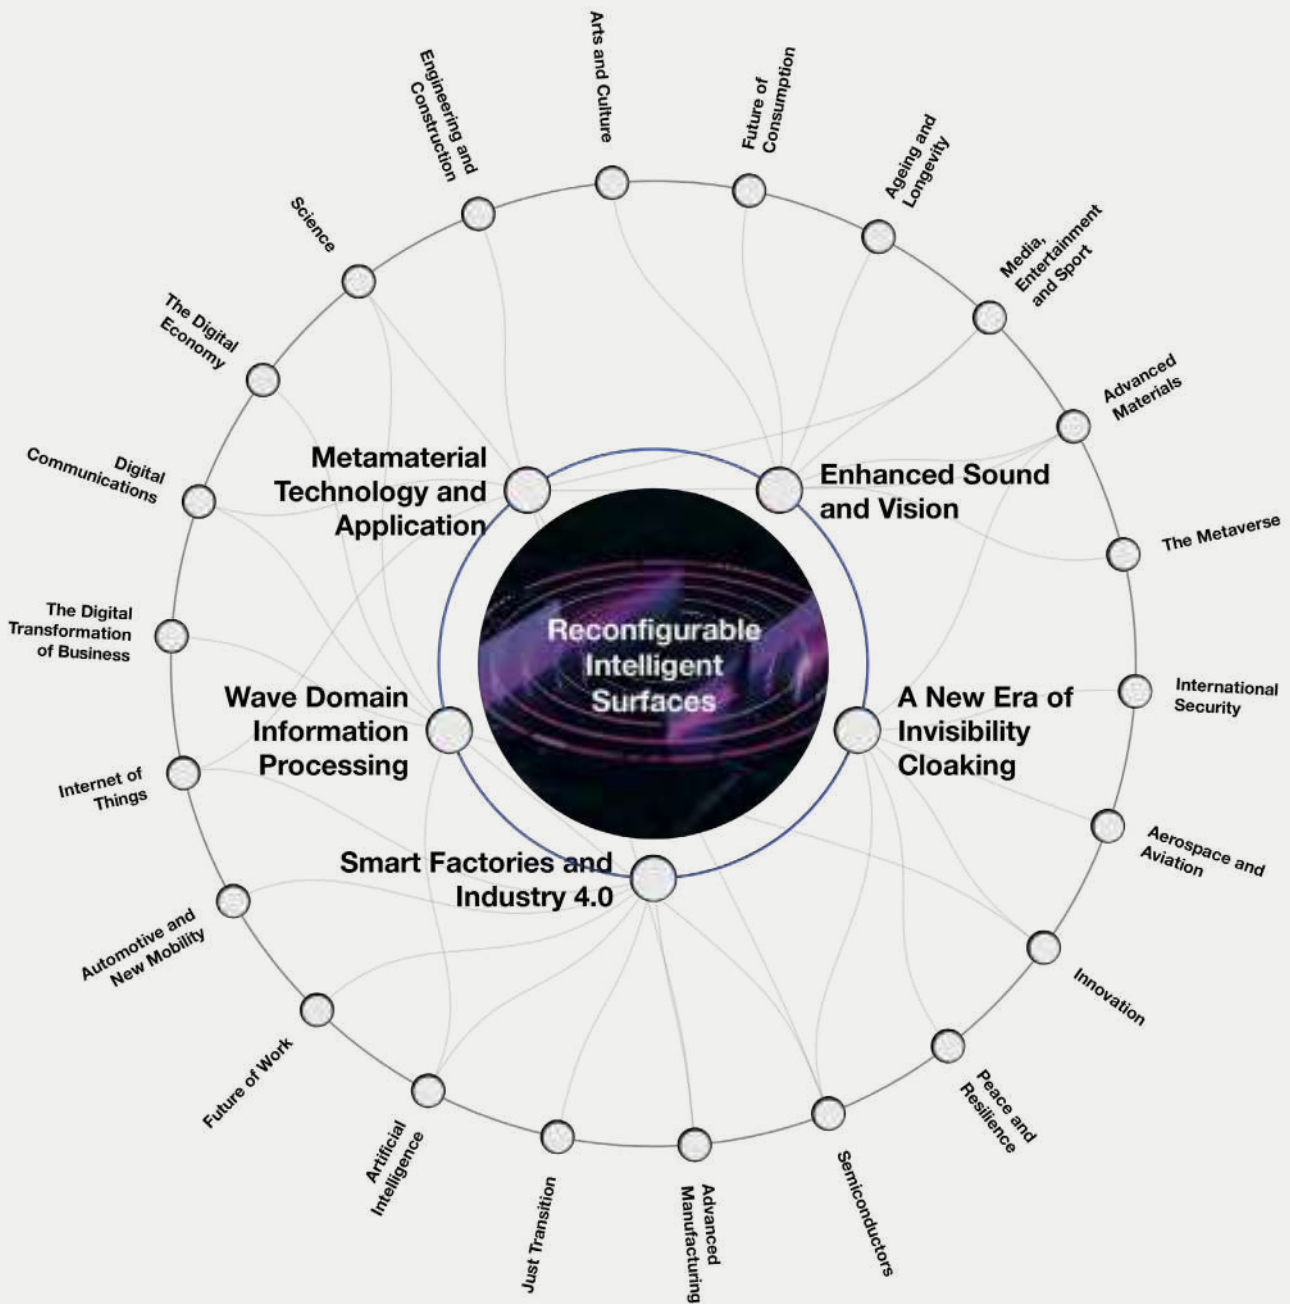 Arts and Culture
Future of
Consumption
Ageing and
Longevity
Media,
Entertainment
and Sport
Advanced
Materials
The Metaverse
International
Security
Aerospace and
Aviation
Innovation
Peace and
Resilience
Semiconductors
Advanced
Manufacturing
Just Transition
Artificial
Intelligence
Future of Work
Automotive and
New Mobility
Internet of
Things
The Digital
Transformation
of Business
Digital
Communications
The Digital
Economy
Science
Engineering and
Construction
Metamaterial
Technology and
Application
Enhanced Sound
and Vision
A New Era of
Invisibility
Cloaking
Smart Factories and
Industry 4.0
Wave Domain
Information
Processing
Reconfigurable
Intelligent
Surfaces